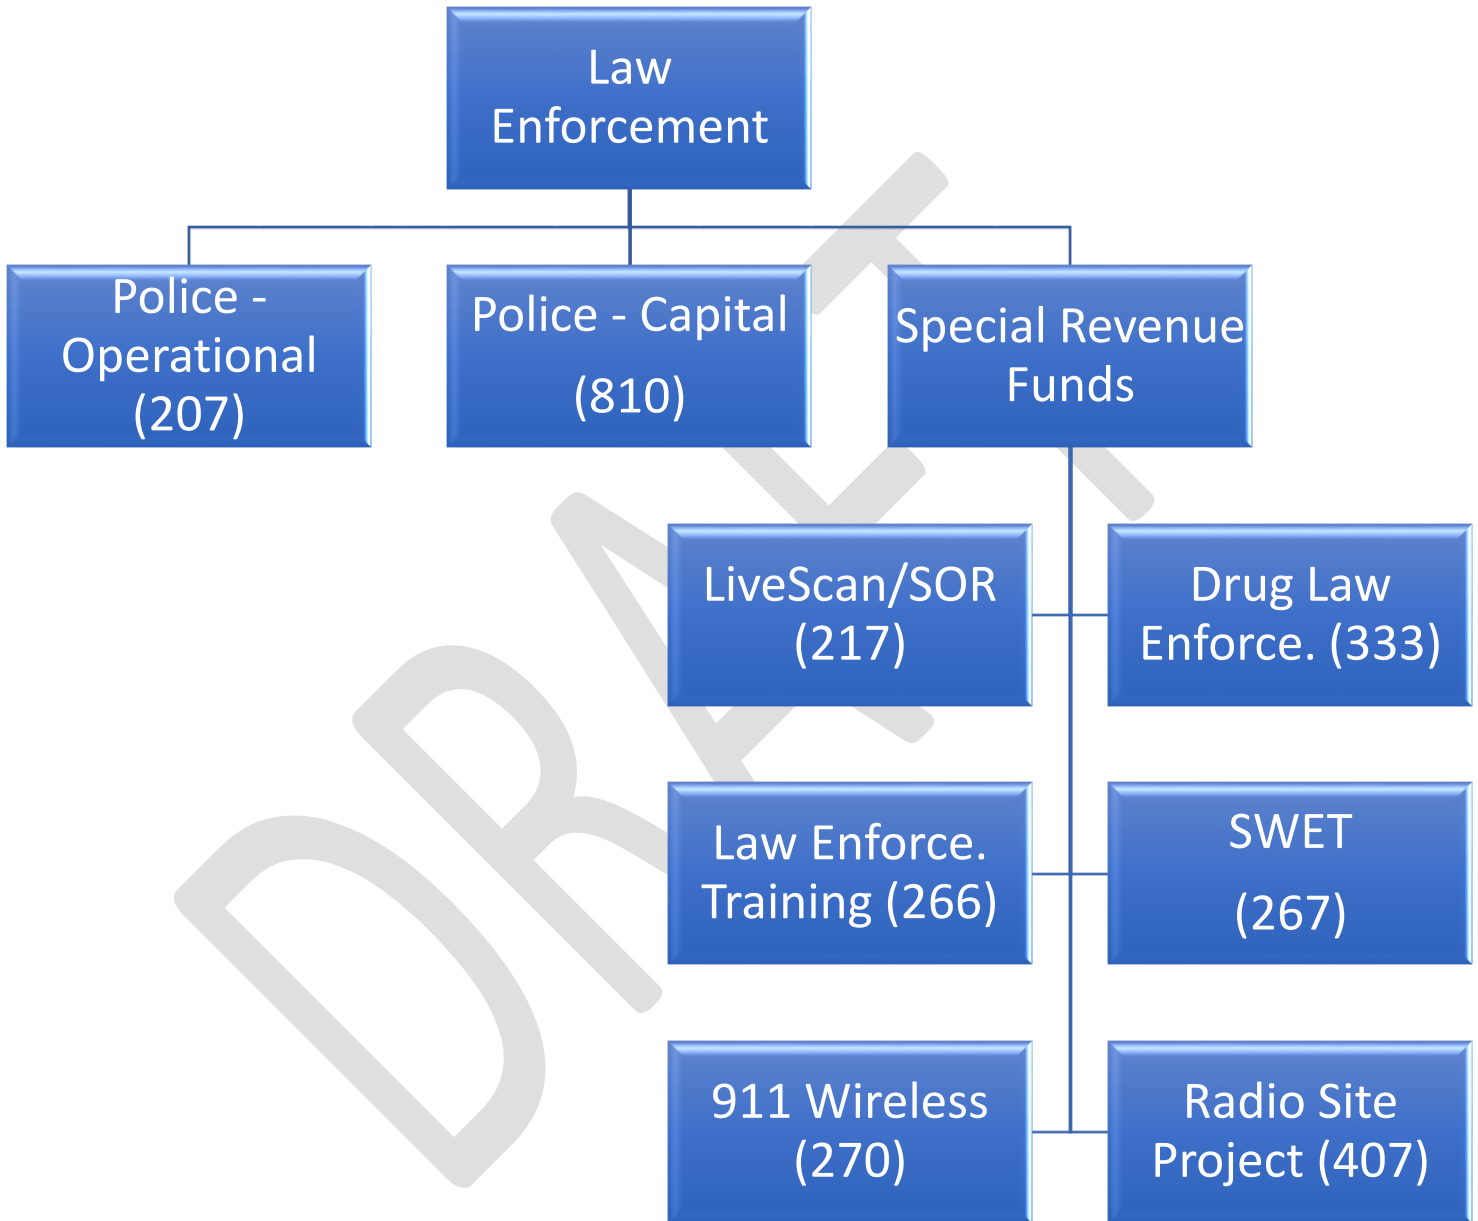 Law
Enforcement
Police -
Operational
(207)
Police - Capital
(810)
Special Revenue
Funds
LiveScan/SOR
(217)
Drug Law
Enforce. (333)
Law Enforce.
Training (266)
SWET
(267)
911 Wireless
(270)
Radio Site
Project (407)
DRAFT